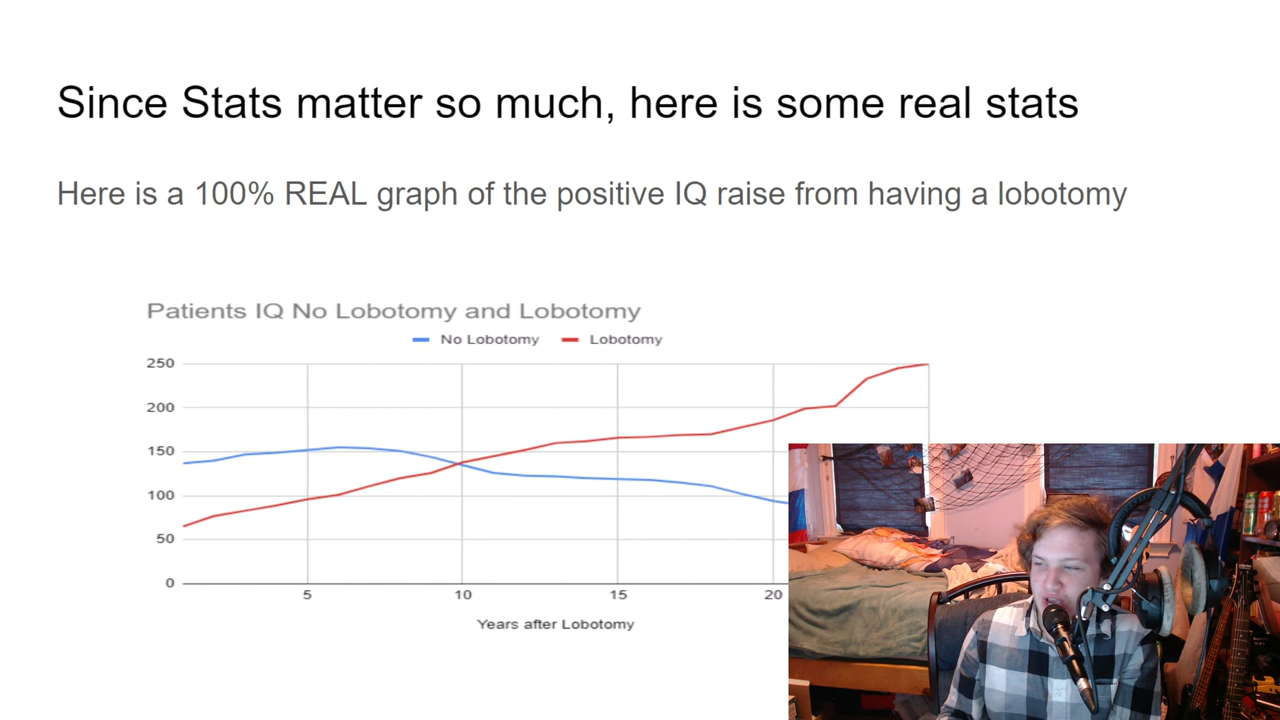 Since Stats matter so much, here is some real stats
Here is a 100% REAL graph of the positive IQ raise from having a lobotomy
Patients IQ No Lobotomy and Lobotomy
No Lobotomy Lobotomy
250
200
150
100
50
0
5 10 15 20
Years after Lobotomy